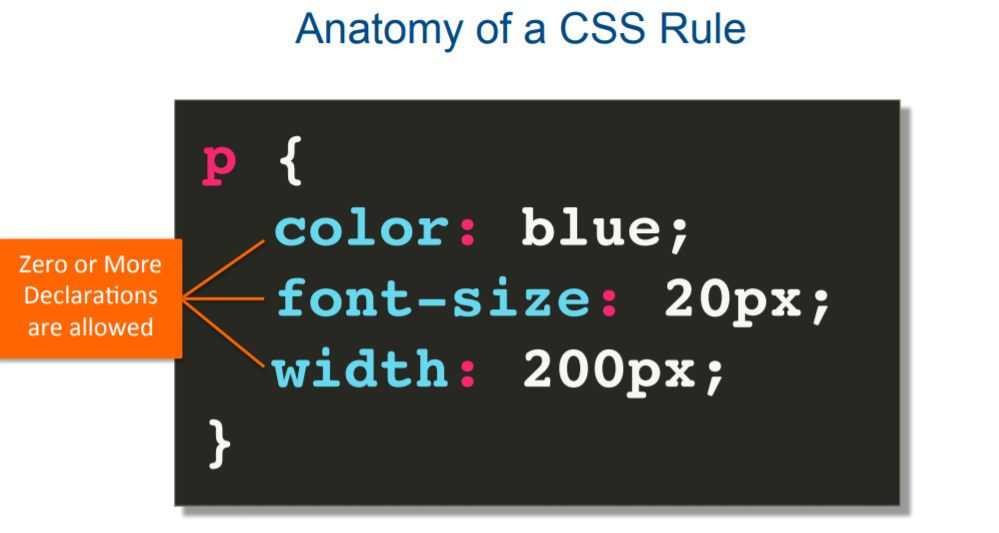 Anatomy of a CSS Rule
p {
color: blue;
Zero or More
Declarations
are allowed
font-size: 20px;
width: 200px;
}